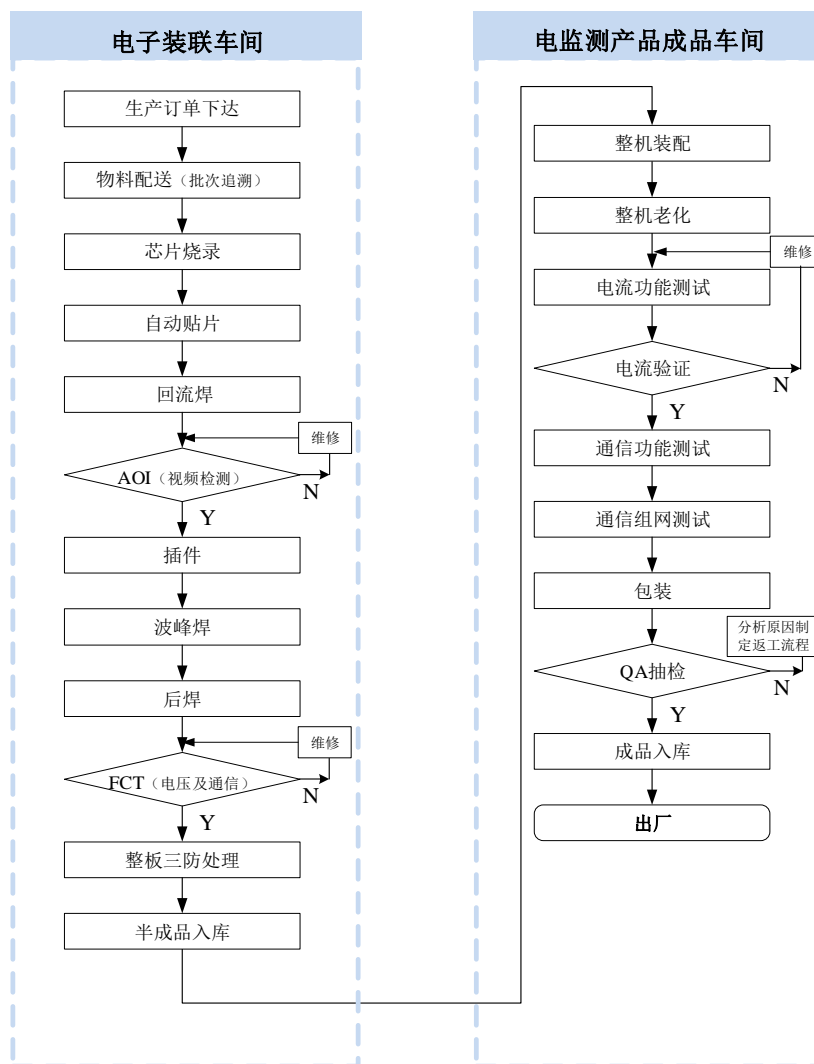 电子装联车间
生产订单下达
物料配送（批次追溯）
芯片烧录
自动贴片
回流焊
维修
AOI（视频检测）
N
Y
插件
波峰焊
后焊
维修
FCT（电压及通信）
N
Y
整板三防处理
半成品入库
电监测产品成品车间
整机装配
整机老化
维修
电流功能测试
电流验证
N
Y
通信功能测试
通信组网测试
包装
分析原因制
定返工流程
QA抽检
N
Y
成品入库
出厂